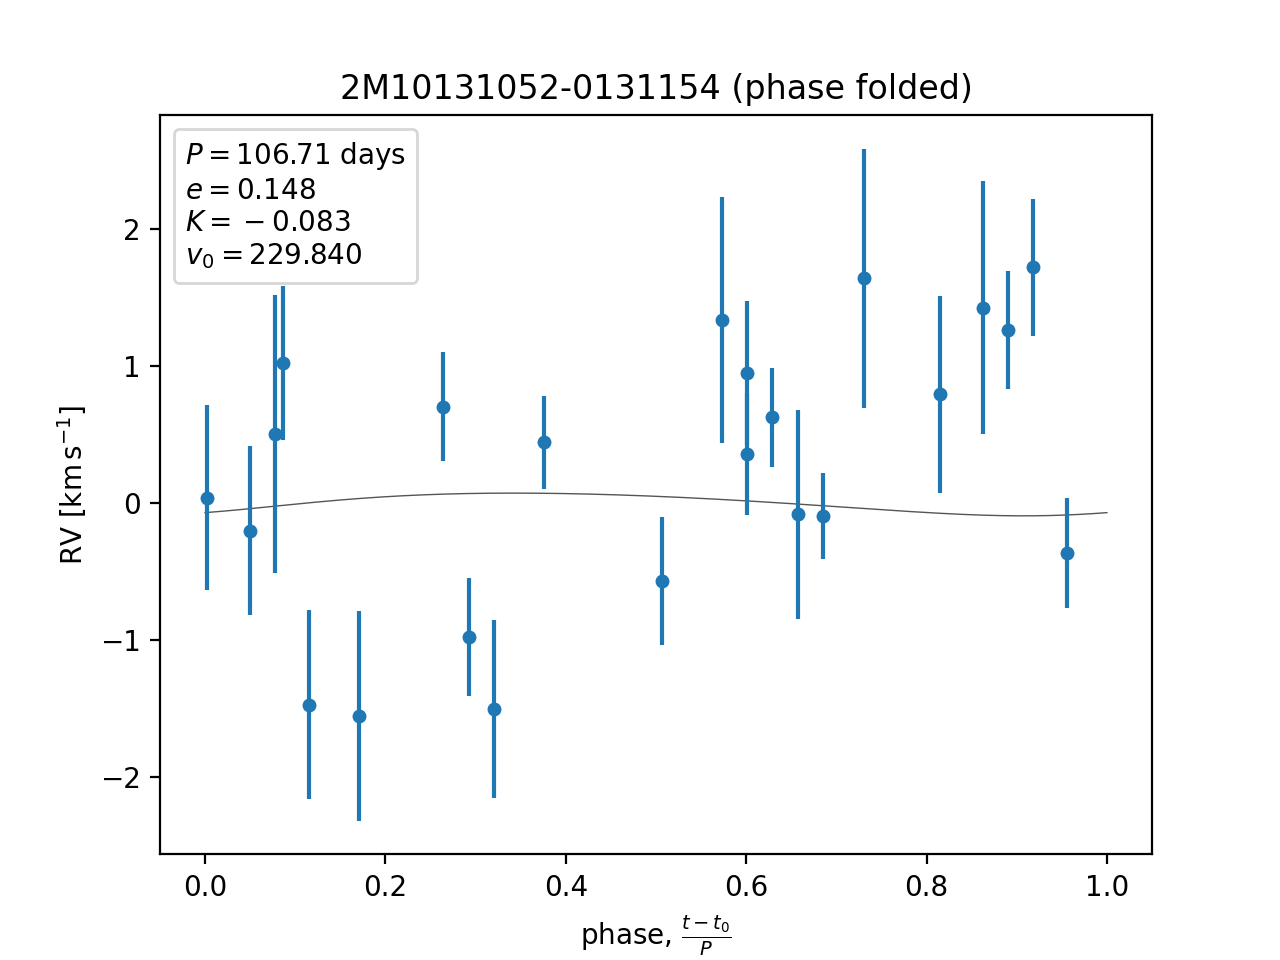 2M10131052-0131154 (phase folded)
P = 106.71 days
e = 0.148
K = −0.083
v₀ = 229.840
2
1
0
−1
−2
RV [km s⁻¹]
0.0 0.2 0.4 0.6 0.8 1.0
phase, (t − t₀)/P